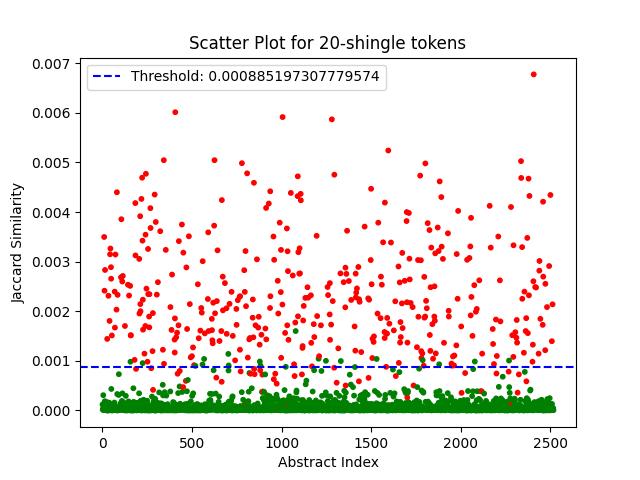 Scatter Plot for 20-shingle tokens
Threshold: 0.000885197307779574
Jaccard Similarity
0.007
0.006
0.005
0.004
0.003
0.002
0.001
0.000
0 500 1000 1500 2000 2500
Abstract Index